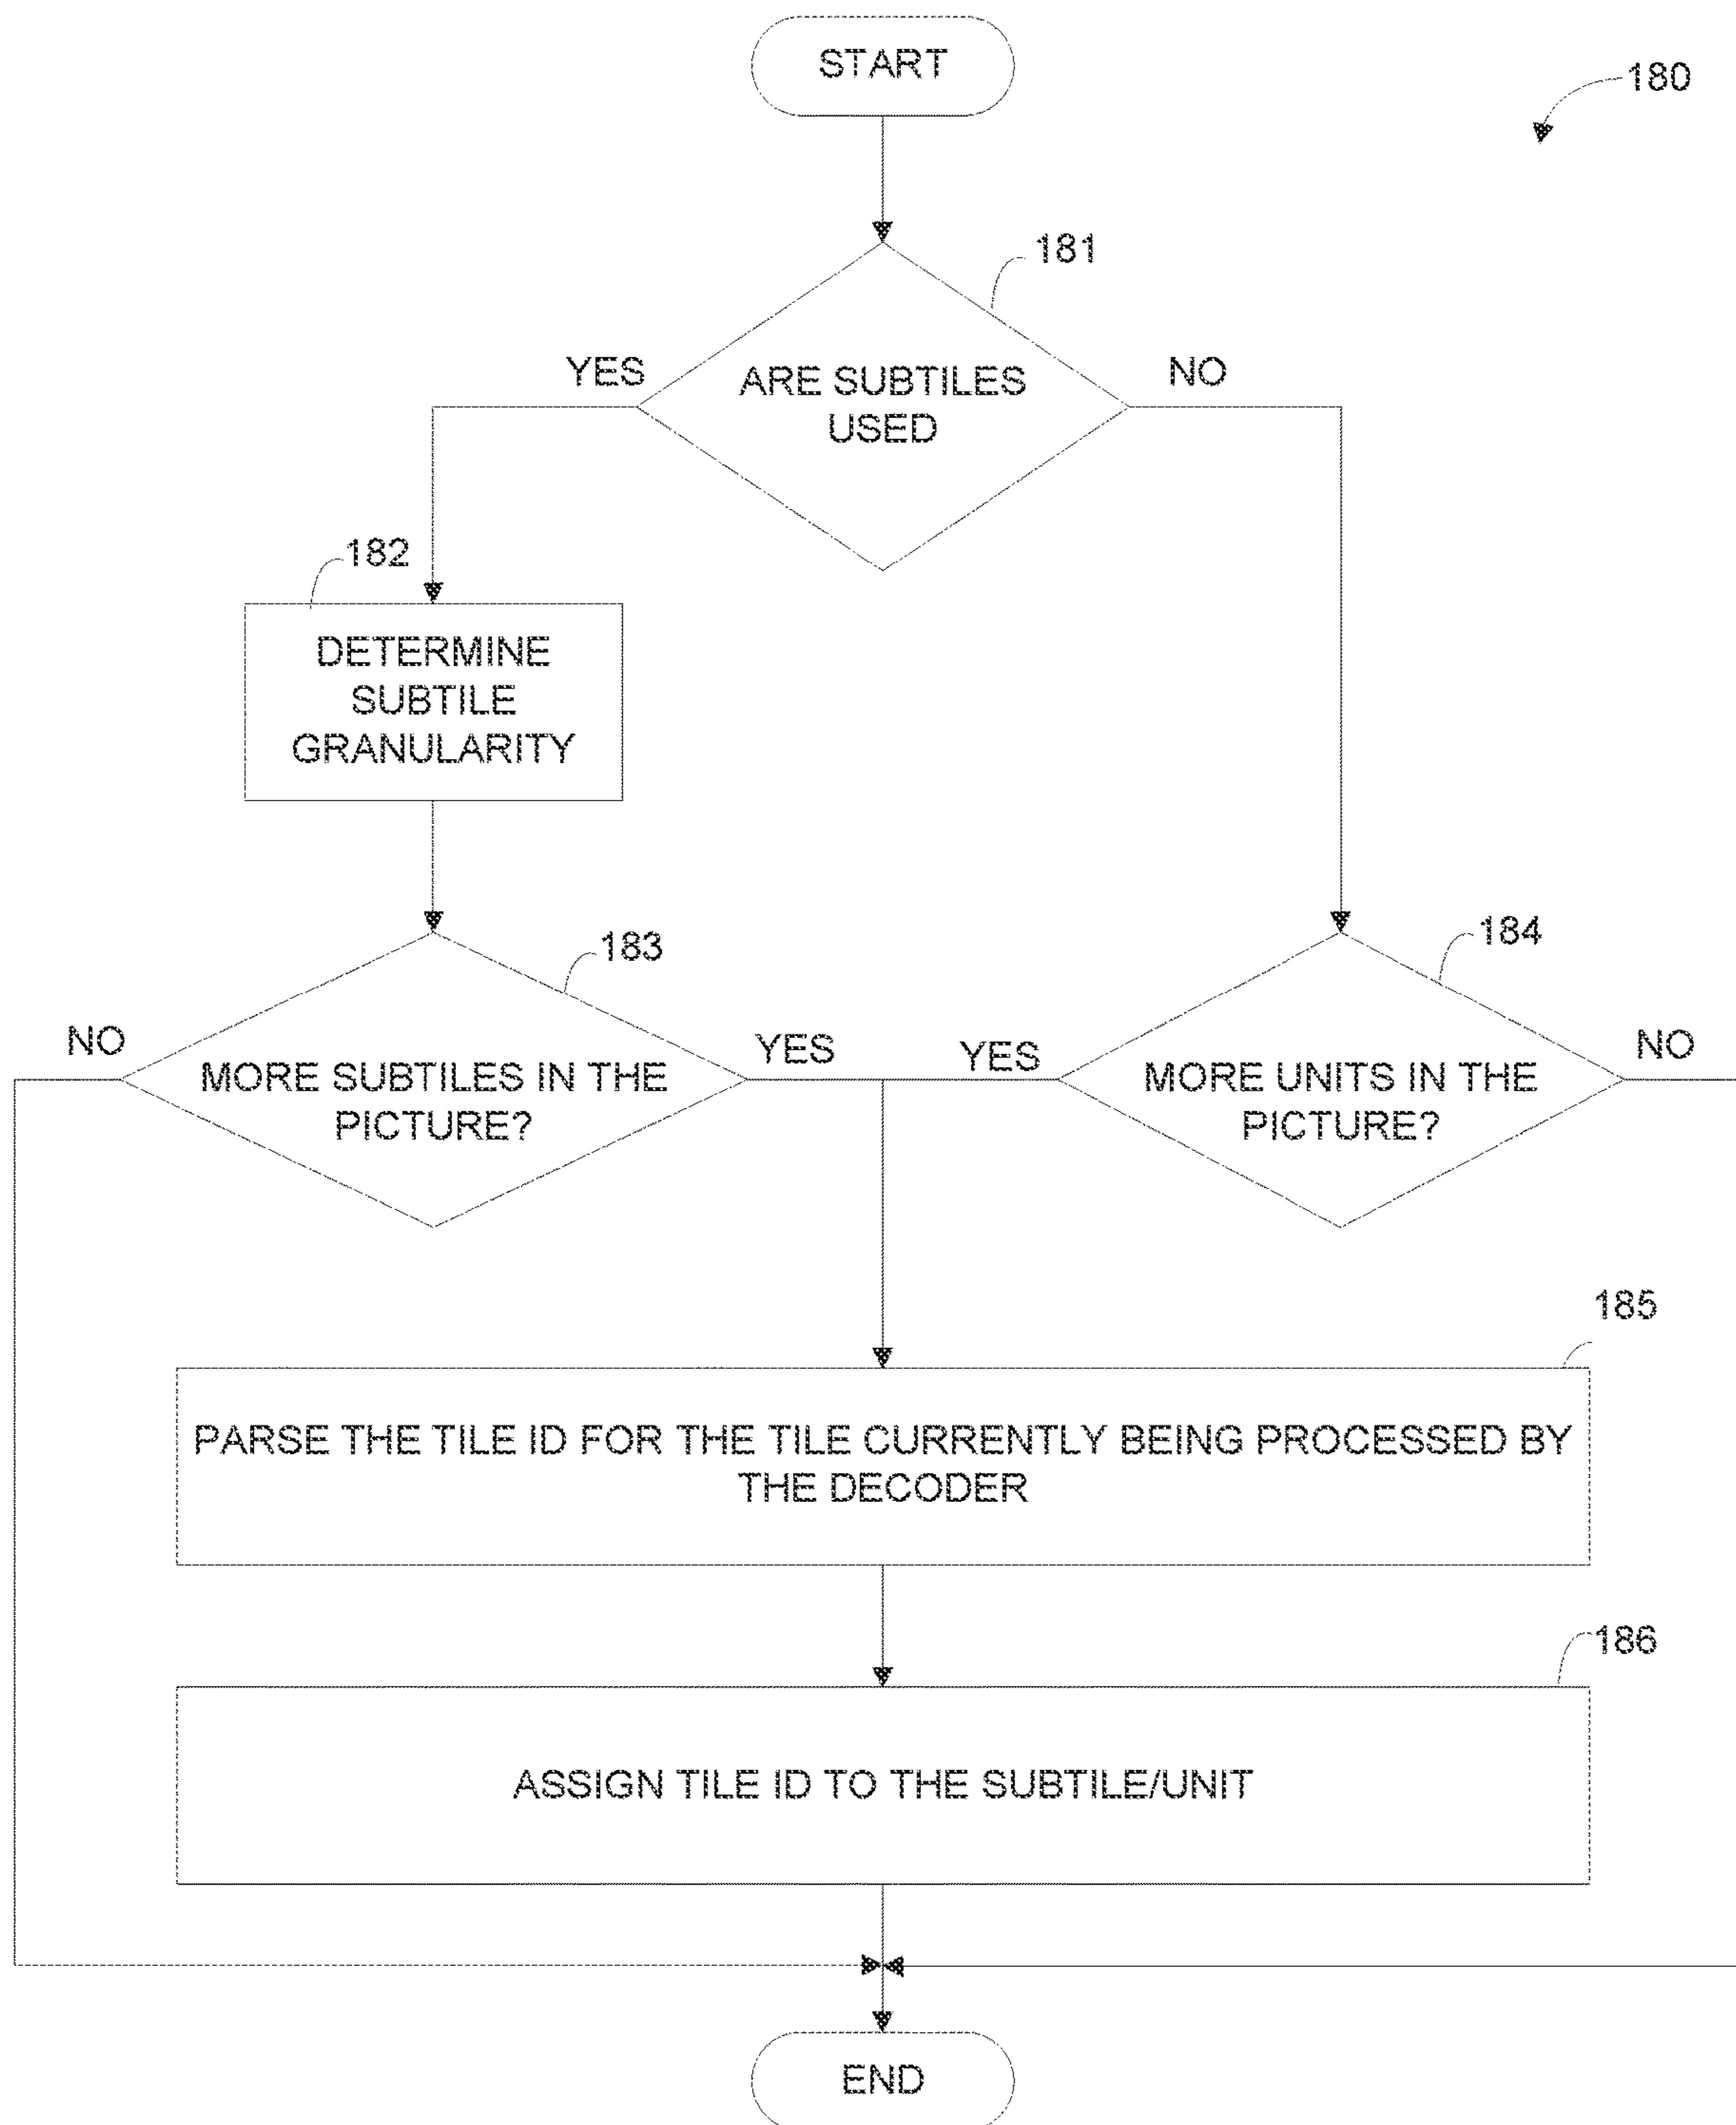 START
180
181
YES
ARE SUBTILES
USED
NO
182
DETERMINE
SUBTILE
GRANULARITY
183
184
NO
MORE SUBTILES IN THE
PICTURE?
YES
YES
MORE UNITS IN THE
PICTURE?
NO
185
PARSE THE TILE ID FOR THE TILE CURRENTLY BEING PROCESSED BY
THE DECODER
186
ASSIGN TILE ID TO THE SUBTILE/UNIT
END